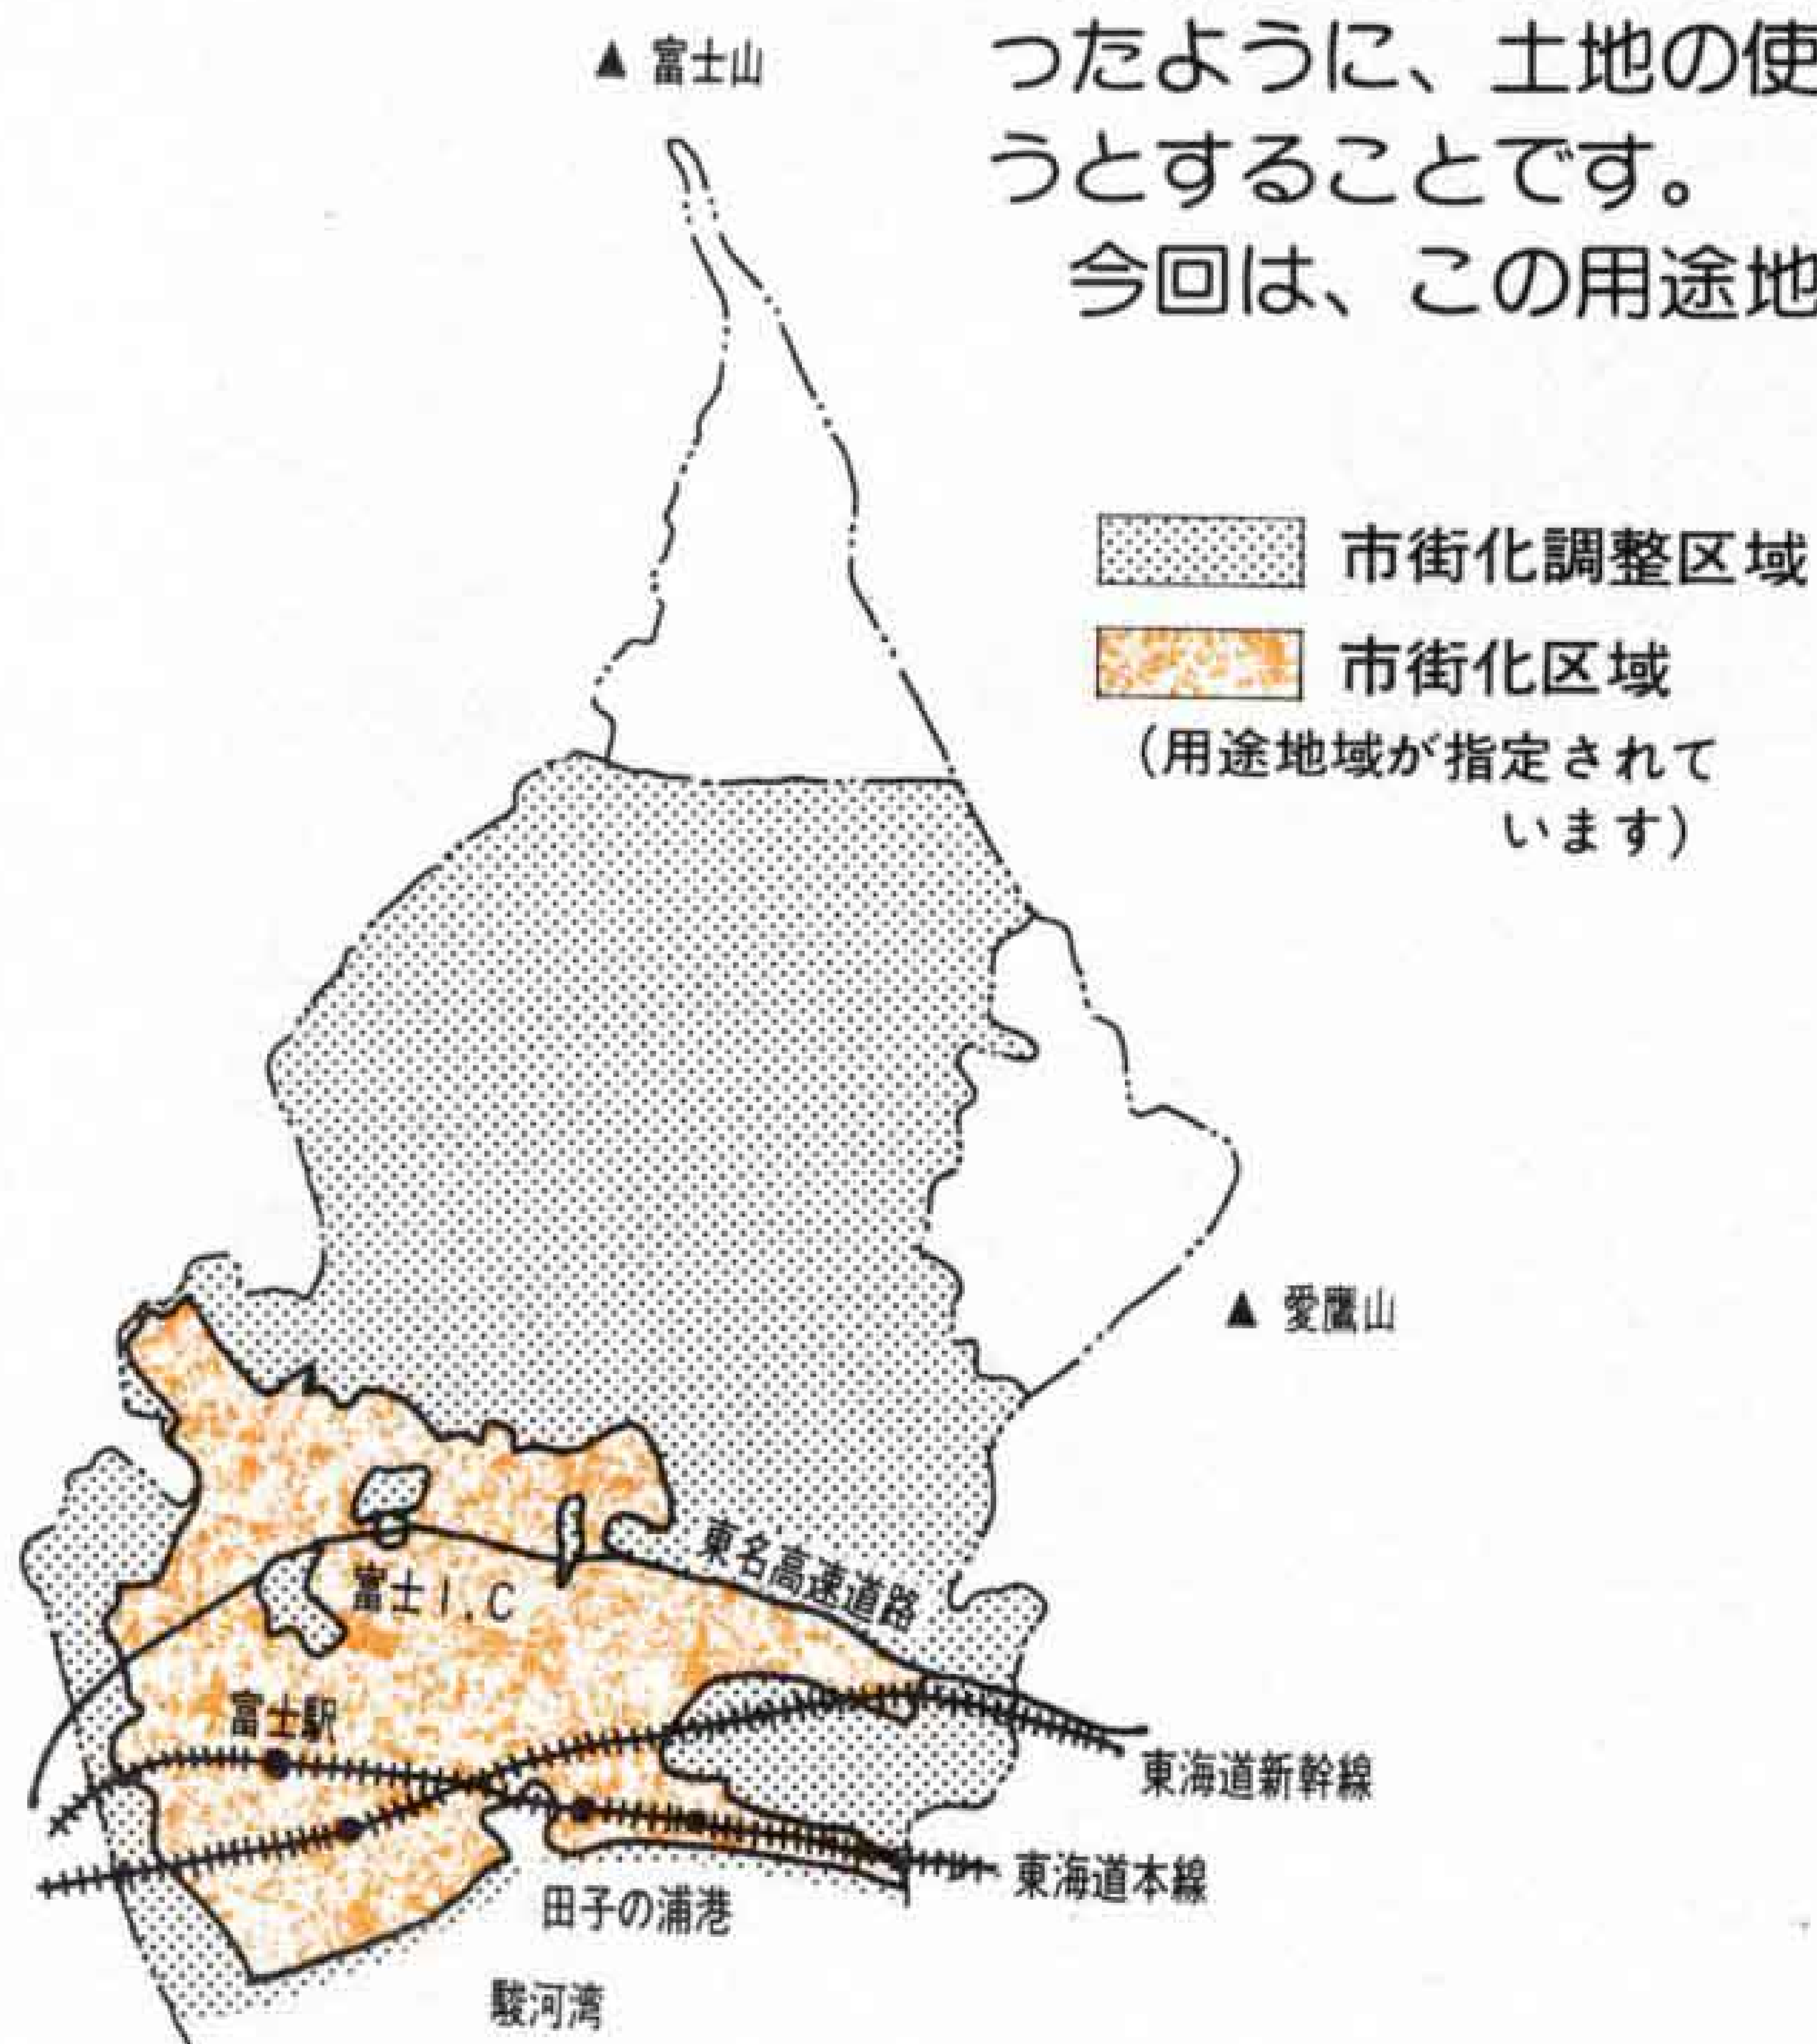 ったように、土地の使
うとすることです。
今回は、この用途地
▲ 富士山
市街化調整区域
市街化区域
（用途地域が指定されて
います）
▲ 愛鷹山
東名高速道路
富士I.C
富士駅
東海道新幹線
東海道本線
田子の浦港
駿河湾